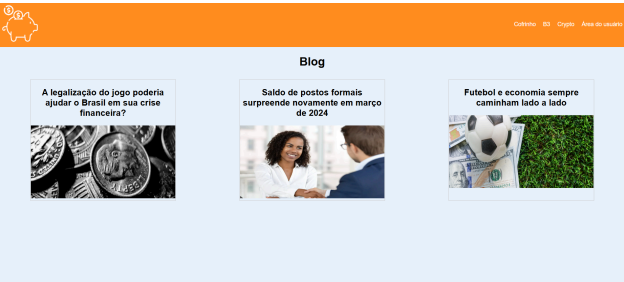 Cofrinho B3 Crypto Área do usuário
Blog
A legalização do jogo poderia
ajudar o Brasil em sua crise
financeira?
Saldo de postos formais
surpreende novamente em março
de 2024
Futebol e economia sempre
caminham lado a lado
LIBERTY